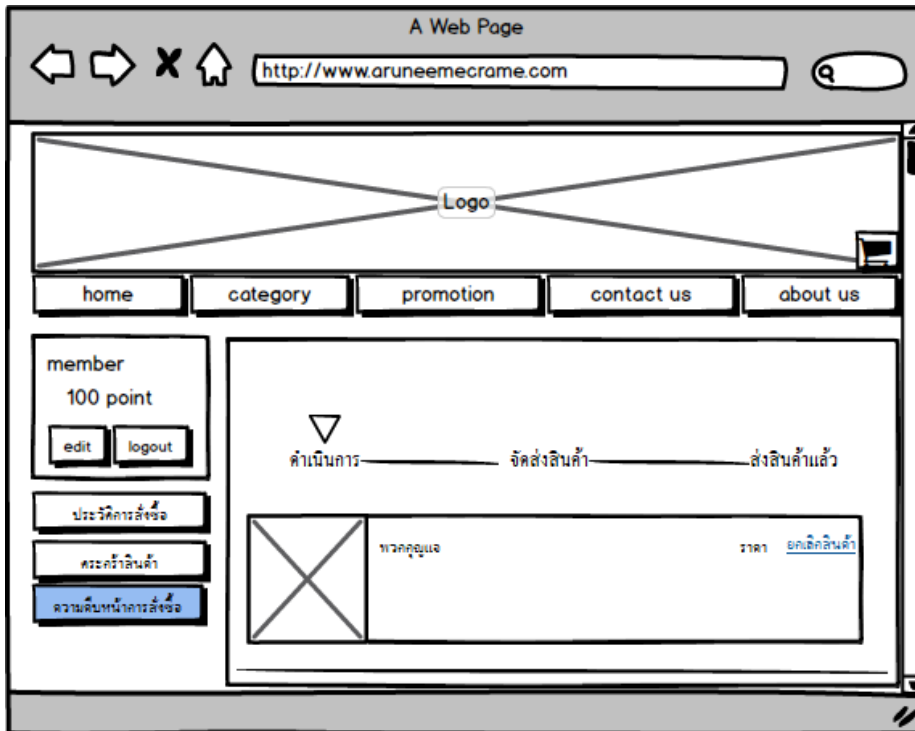 A Web Page
http://www.aruneemecrame.com
Logo
home category promotion contact us about us
member
100 point
edit logout
ดำเนินการ จัดส่งสินค้า ส่งสินค้าแล้ว
ประวัติการสั่งซื้อ
พวคกุญแอ ราคา ยกเลิกสินค้า
ตระกร้าสินค้า
ความคืบหน้าการสั่งซื้อ